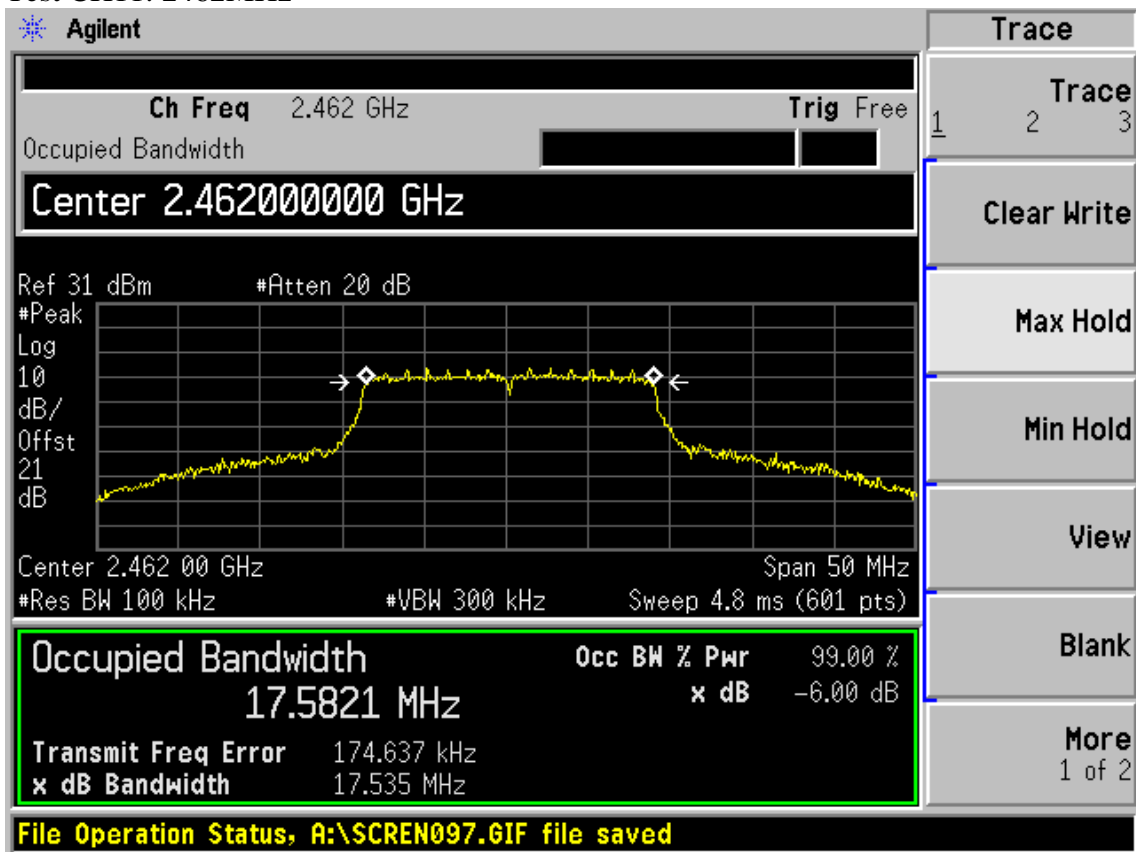 Agilent
Trace
Ch Freq 2.462 GHz Trig Free
Occupied Bandwidth
Center 2.462000000 GHz
Ref 31 dBm #Atten 20 dB
#Peak
Log
10
dB/
Offst
21
dB
Center 2.462 00 GHz Span 50 MHz
#Res BW 100 kHz #VBW 300 kHz Sweep 4.8 ms (601 pts)
Occupied Bandwidth
17.5821 MHz
Occ BW % Pwr 99.00 %
x dB -6.00 dB
Transmit Freq Error 174.637 kHz
x dB Bandwidth 17.535 MHz
Trace
1 2 3
Clear Write
Max Hold
Min Hold
View
Blank
More
1 of 2
File Operation Status, A:\SCREN097.GIF file saved